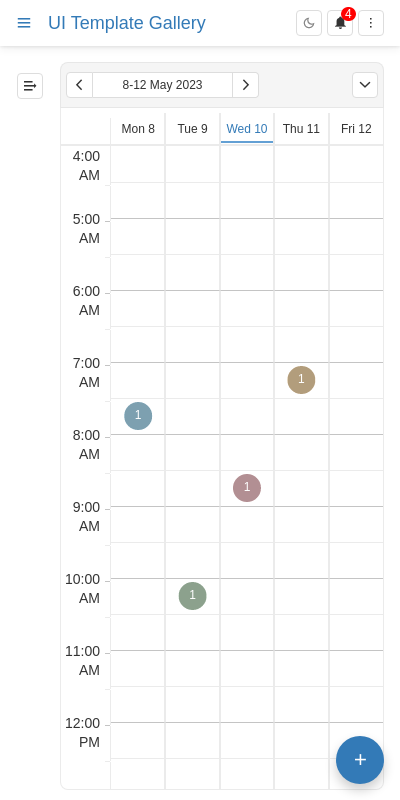 UI Template Gallery
4
8-12 May 2023
Mon 8
Tue 9
Wed 10
Thu 11
Fri 12
4:00
AM
5:00
AM
6:00
AM
7:00
AM
1
1
8:00
AM
1
9:00
AM
10:00
AM
1
11:00
AM
12:00
PM
+